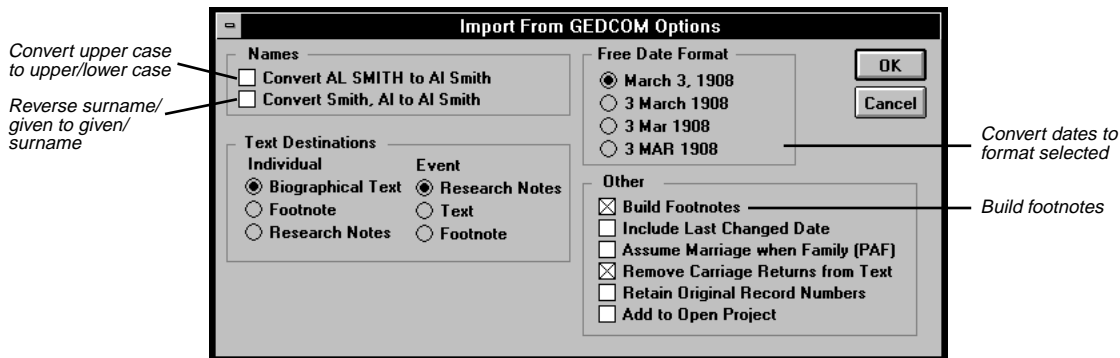 Import From GEDCOM Options
Convert upper case
to upper/lower case
Reverse surname/
given to given/
surname
Names
Convert AL SMITH to Al Smith
Convert Smith, Al to Al Smith
Text Destinations
Individual
Biographical Text
Footnote
Research Notes
Event
Research Notes
Text
Footnote
Free Date Format
March 3, 1908
3 March 1908
3 Mar 1908
3 MAR 1908
OK
Cancel
Convert dates to
format selected
Other
Build Footnotes
Include Last Changed Date
Assume Marriage when Family (PAF)
Remove Carriage Returns from Text
Retain Original Record Numbers
Add to Open Project
Build footnotes